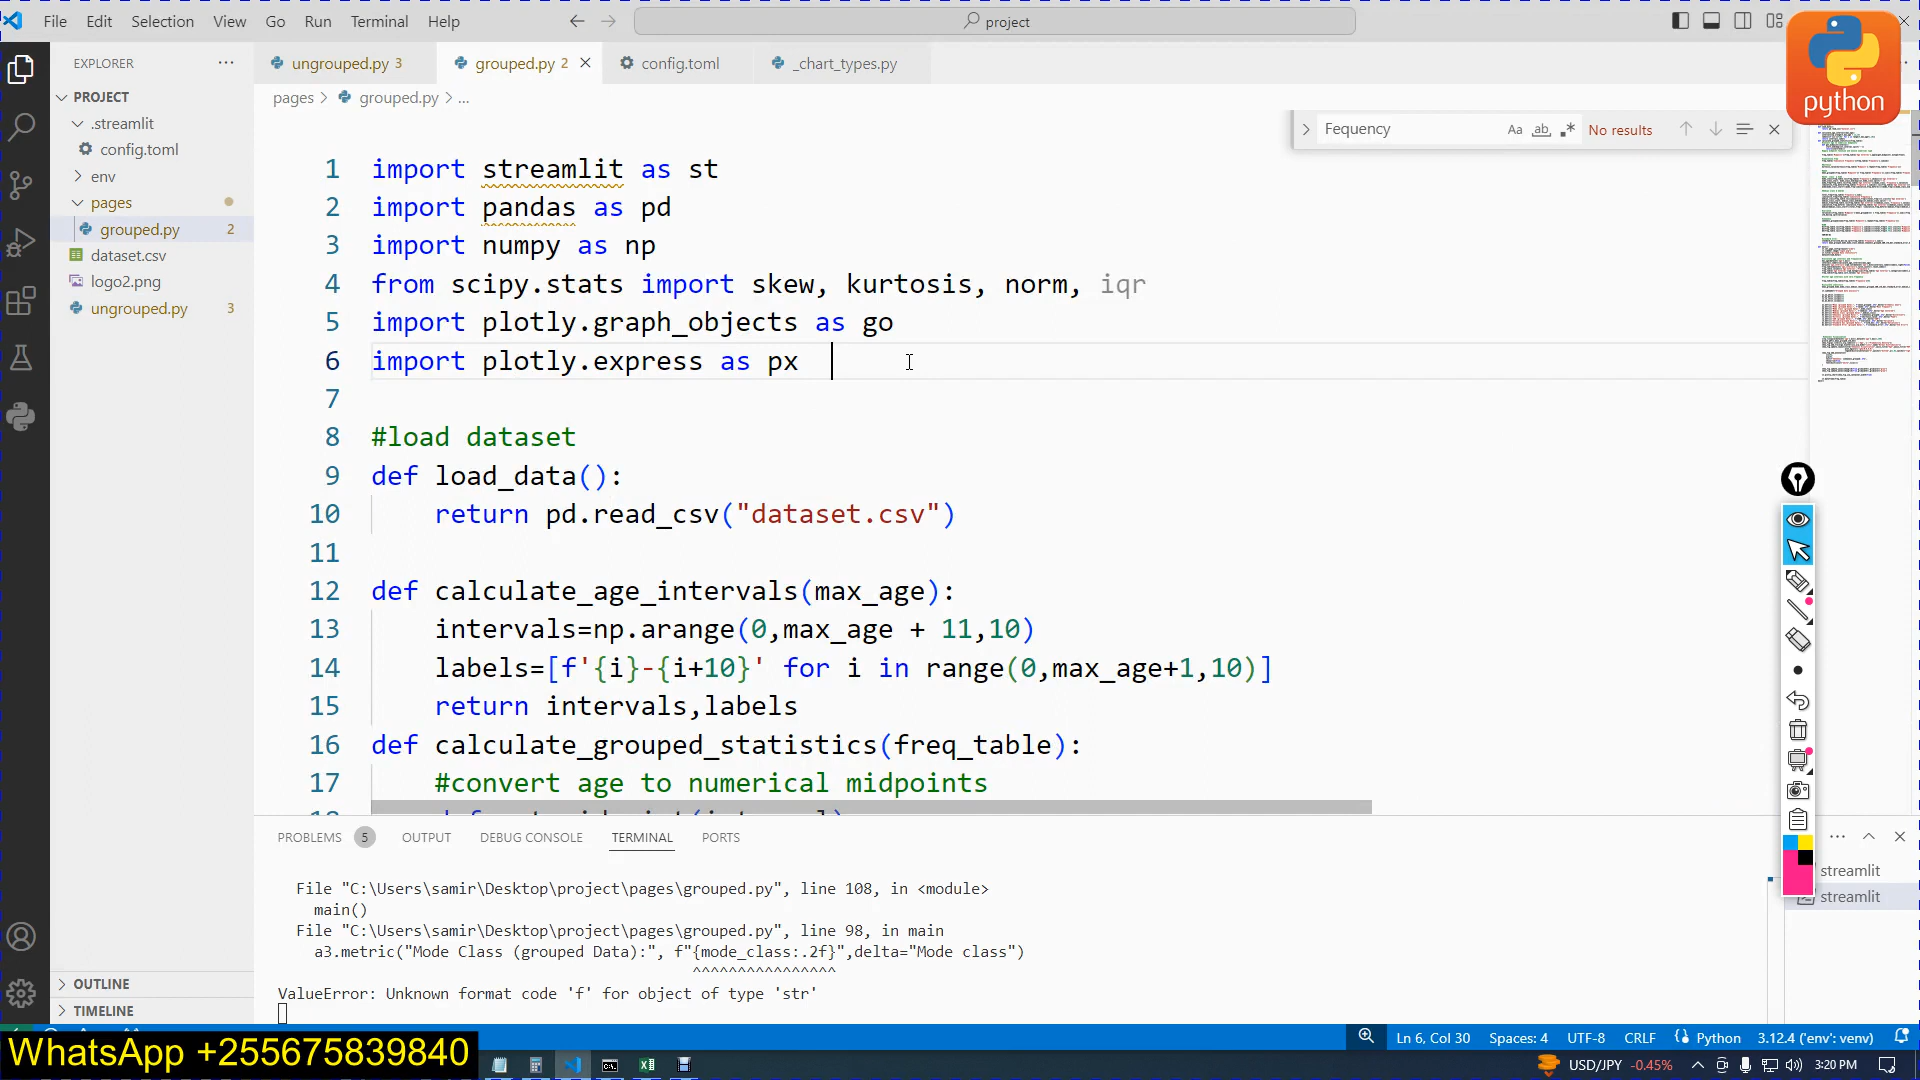 File Edit Selection View Go Run Terminal Help
project
python
EXPLORER
ungrouped.py 3
grouped.py 2
config.toml
_chart_types.py
PROJECT
.streamlit
config.toml
env
pages
grouped.py 2
dataset.csv
logo2.png
ungrouped.py 3
pages > grouped.py > ...
Fequency
Aa ab No results
1 import streamlit as st
2 import pandas as pd
3 import numpy as np
4 from scipy.stats import skew, kurtosis, norm, iqr
5 import plotly.graph_objects as go
6 import plotly.express as px
7
8 #load dataset
9 def load_data():
10 return pd.read_csv("dataset.csv")
11
12 def calculate_age_intervals(max_age):
13 intervals=np.arange(0,max_age + 11,10)
14 labels=[f'{i}-{i+10}' for i in range(0,max_age+1,10)]
15 return intervals,labels
16 def calculate_grouped_statistics(freq_table):
17 #convert age to numerical midpoints
PROBLEMS 5 OUTPUT DEBUG CONSOLE TERMINAL PORTS
File "C:\Users\samir\Desktop\project\pages\grouped.py", line 108, in <module>
main()
File "C:\Users\samir\Desktop\project\pages\grouped.py", line 98, in main
a3.metric("Mode Class (grouped Data):", f"{mode_class:.2f}",delta="Mode class")
^^^^^^^^^^^^^^^^
ValueError: Unknown format code 'f' for object of type 'str'
streamlit
streamlit
OUTLINE
TIMELINE
Ln 6, Col 30 Spaces: 4 UTF-8 CRLF Python 3.12.4 ('env': venv)
WhatsApp +255675839840
USD/JPY -0.45% 3:20 PM